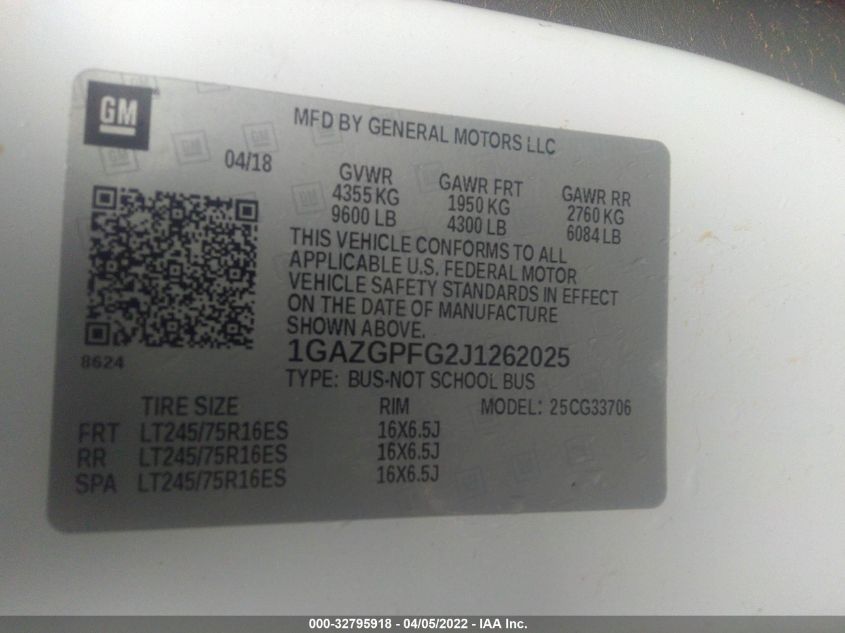 GM
MFD BY GENERAL MOTORS LLC
04/18
GVWR GAWR FRT GAWR RR
4355 KG 1950 KG 2760 KG
9600 LB 4300 LB 6084 LB
THIS VEHICLE CONFORMS TO ALL
APPLICABLE U.S. FEDERAL MOTOR
VEHICLE SAFETY STANDARDS IN EFFECT
ON THE DATE OF MANUFACTURE
SHOWN ABOVE.
8624
1GAZGPFG2J1262025
TYPE: BUS-NOT SCHOOL BUS
TIRE SIZE RIM MODEL: 25CG33706
FRT LT245/75R16ES 16X6.5J
RR LT245/75R16ES 16X6.5J
SPA LT245/75R16ES 16X6.5J
000-32795918 - 04/05/2022 - IAA Inc.